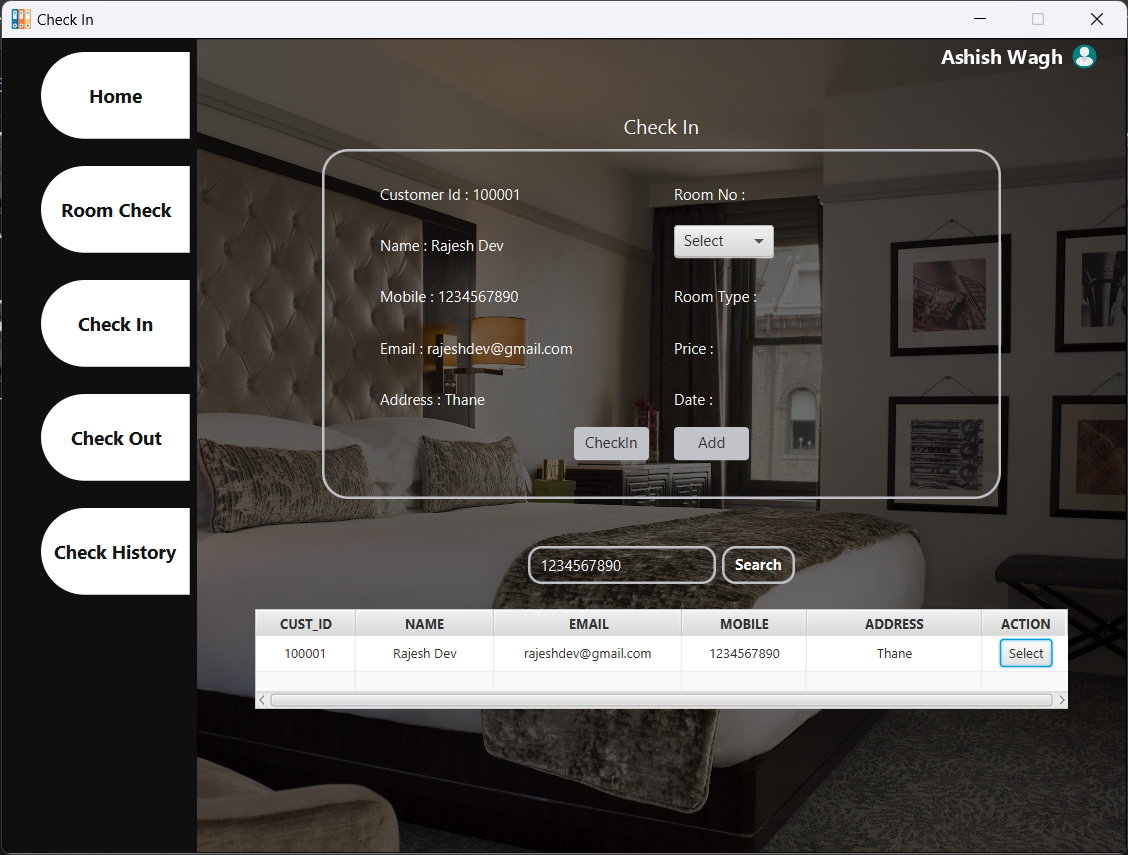 Check In
Ashish Wagh
Home
Room Check
Check In
Check Out
Check History
Check In
Customer Id : 100001
Name : Rajesh Dev
Mobile : 1234567890
Email : rajeshdev@gmail.com
Address : Thane
Room No :
Select
Room Type :
Price :
Date :
CheckIn
Add
1234567890
Search
CUST_ID NAME EMAIL MOBILE ADDRESS ACTION
100001 Rajesh Dev rajeshdev@gmail.com 1234567890 Thane Select